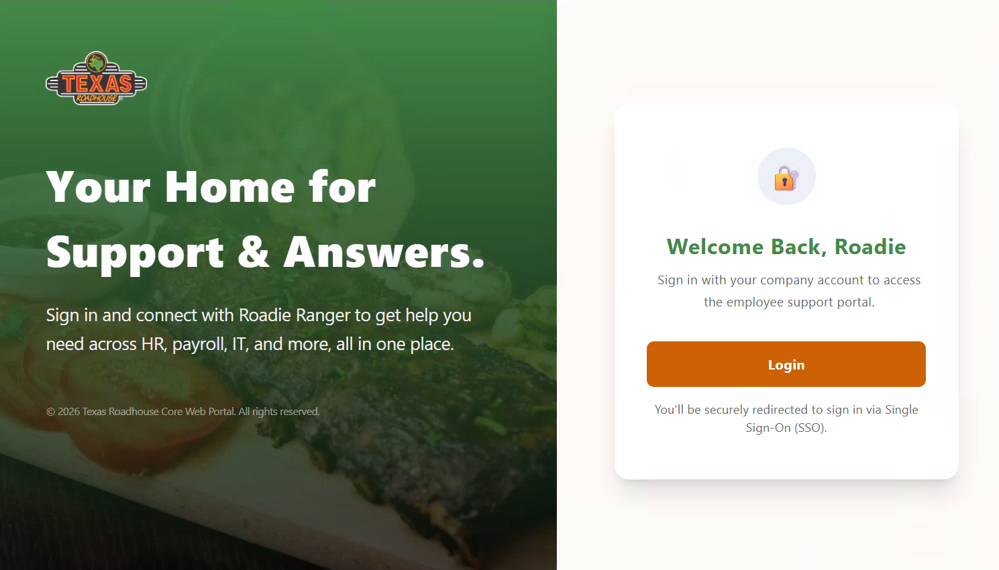 TEXAS
ROADHOUSE
Your Home for
Support & Answers.
Sign in and connect with Roadie Ranger to get help you
need across HR, payroll, IT, and more, all in one place.
© 2026 Texas Roadhouse Core Web Portal. All rights reserved.
Welcome Back, Roadie
Sign in with your company account to access
the employee support portal.
Login
You'll be securely redirected to sign in via Single
Sign-On (SSO).